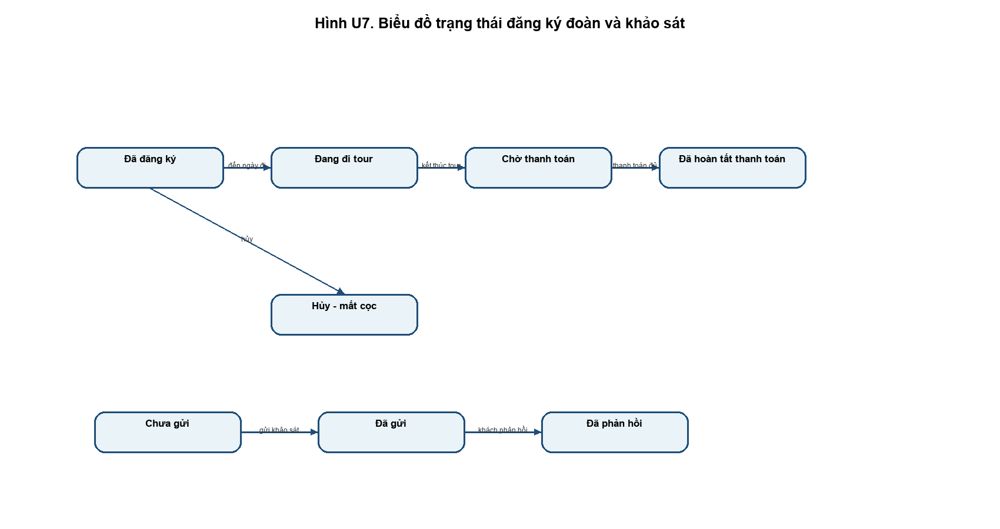 Hình U7. Biểu đồ trạng thái đăng ký đoàn và khảo sát
Đã đăng ký
đến ngày đi
Đang đi tour
kết thúc tour
Chờ thanh toán
thanh toán đủ
Đã hoàn tất thanh toán
hủy
Hủy - mất cọc
Chưa gửi
gửi khảo sát
Đã gửi
khách phản hồi
Đã phản hồi